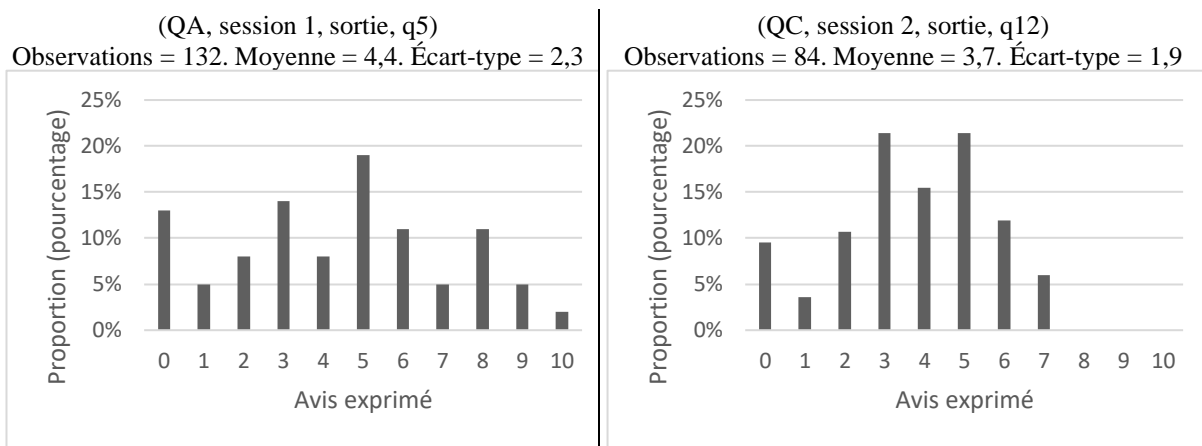 (QA, session 1, sortie, q5)
Observations = 132. Moyenne = 4,4. Écart-type = 2,3
25%
20%
15%
10%
5%
0%
Proportion (pourcentage)
0 1 2 3 4 5 6 7 8 9 10
Avis exprimé
(QC, session 2, sortie, q12)
Observations = 84. Moyenne = 3,7. Écart-type = 1,9
25%
20%
15%
10%
5%
0%
Proportion (pourcentage)
0 1 2 3 4 5 6 7 8 9 10
Avis exprimé